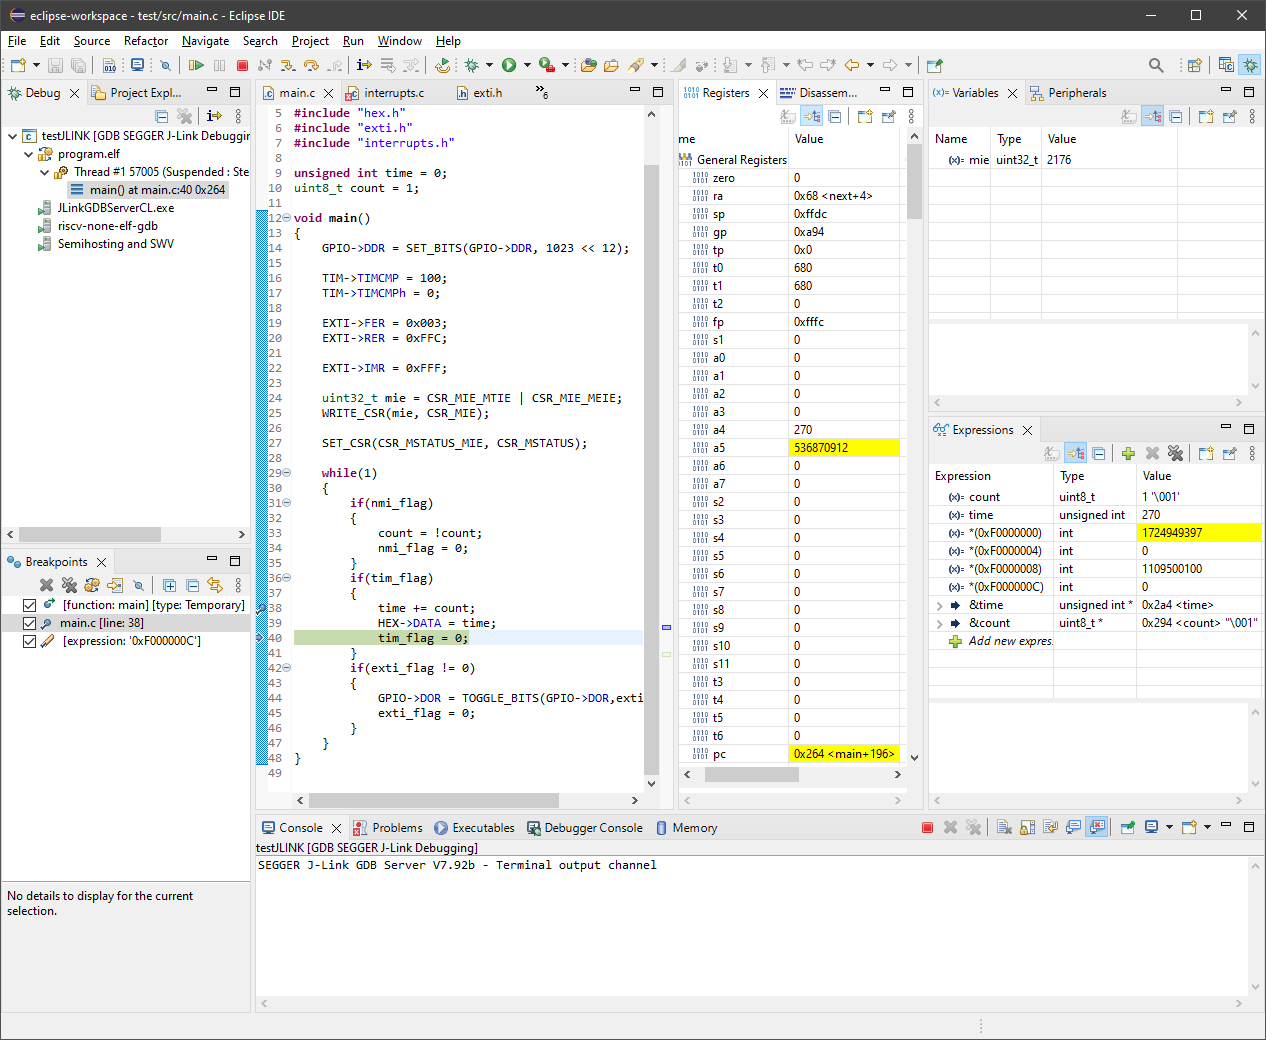 eclipse-workspace - test/src/main.c - Eclipse IDE
File Edit Source Refactor Navigate Search Project Run Window Help
Debug Project Expl...
testJLINK [GDB SEGGER J-Link Debuggin
program.elf
Thread #1 57005 (Suspended : Ste
main() at main.c:40 0x264
JLinkGDBServerCL.exe
riscv-none-elf-gdb
Semihosting and SWV
Breakpoints
[function: main] [type: Temporary]
main.c [line: 38]
[expression: '0xF000000C']
No details to display for the current
selection.
main.c interrupts.c exti.h »6
5 #include "hex.h"
6 #include "exti.h"
7 #include "interrupts.h"
8
9 unsigned int time = 0;
10 uint8_t count = 1;
11
12 void main()
13 {
14 GPIO->DDR = SET_BITS(GPIO->DDR, 1023 << 12);
15
16 TIM->TIMCMP = 100;
17 TIM->TIMCMPh = 0;
18
19 EXTI->FER = 0x003;
20 EXTI->RER = 0xFFC;
21
22 EXTI->IMR = 0xFFF;
23
24 uint32_t mie = CSR_MIE_MTIE | CSR_MIE_MEIE;
25 WRITE_CSR(mie, CSR_MIE);
26
27 SET_CSR(CSR_MSTATUS_MIE, CSR_MSTATUS);
28
29 while(1)
30 {
31 if(nmi_flag)
32 {
33 count = !count;
34 nmi_flag = 0;
35 }
36 if(tim_flag)
37 {
38 time += count;
39 HEX->DATA = time;
40 tim_flag = 0;
41 }
42 if(exti_flag != 0)
43 {
44 GPIO->DOR = TOGGLE_BITS(GPIO->DOR,exti
45 exti_flag = 0;
46 }
47 }
48 }
49
Registers Disassem...
me Value
General Registers
zero 0
ra 0x68 <next+4>
sp 0xffdc
gp 0xa94
tp 0x0
t0 680
t1 680
t2 0
fp 0xfffc
s1 0
a0 0
a1 0
a2 0
a3 0
a4 270
a5 536870912
a6 0
a7 0
s2 0
s3 0
s4 0
s5 0
s6 0
s7 0
s8 0
s9 0
s10 0
s11 0
t3 0
t4 0
t5 0
t6 0
pc 0x264 <main+196>
Variables Peripherals
Name Type Value
mie uint32_t 2176
Expressions
Expression Type Value
count uint8_t 1 '\001'
time unsigned int 270
*(0xF0000000) int 1724949397
*(0xF0000004) int 0
*(0xF0000008) int 1109500100
*(0xF000000C) int 0
&time unsigned int * 0x2a4 <time>
&count uint8_t * 0x294 <count> "\001"
Add new expres:
Console Problems Executables Debugger Console Memory
testJLINK [GDB SEGGER J-Link Debugging]
SEGGER J-Link GDB Server V7.92b - Terminal output channel